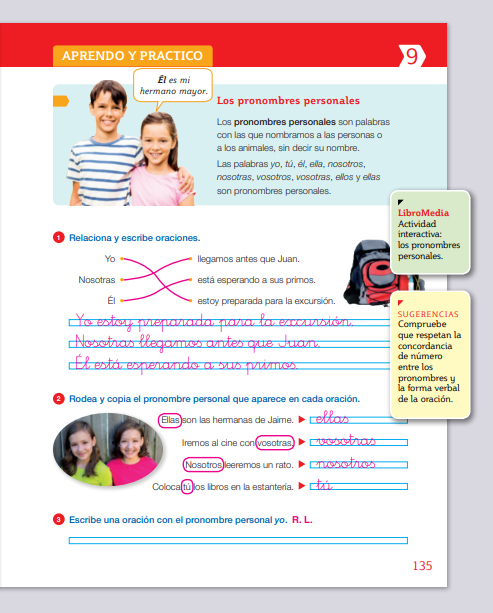 APRENDO Y PRACTICO
9
Él es mi
hermano mayor.
Los pronombres personales
Los pronombres personales son palabras
con las que nombramos a las personas o
a los animales, sin decir su nombre.
Las palabras yo, tú, él, ella, nosotros,
nosotras, vosotros, vosotras, ellos y ellas
son pronombres personales.
LibroMedia
Actividad
interactiva:
los pronombres
personales.
1 Relaciona y escribe oraciones.
Yo llegamos antes que Juan.
Nosotras está esperando a sus primos.
Él estoy preparada para la excursión.
Yo estoy preparada para la excursión.
Nosotras llegamos antes que Juan.
Él está esperando a sus primos.
SUGERENCIAS
Compruebe
que respetan la
concordancia
de número
entre los
pronombres y
la forma verbal
de la oración.
2 Rodea y copia el pronombre personal que aparece en cada oración.
Ellas son las hermanas de Jaime. ellas
Iremos al cine con vosotras. vosotras
Nosotros leeremos un rato. nosotros
Coloca tú los libros en la estantería. tú
3 Escribe una oración con el pronombre personal yo. R. L.
135